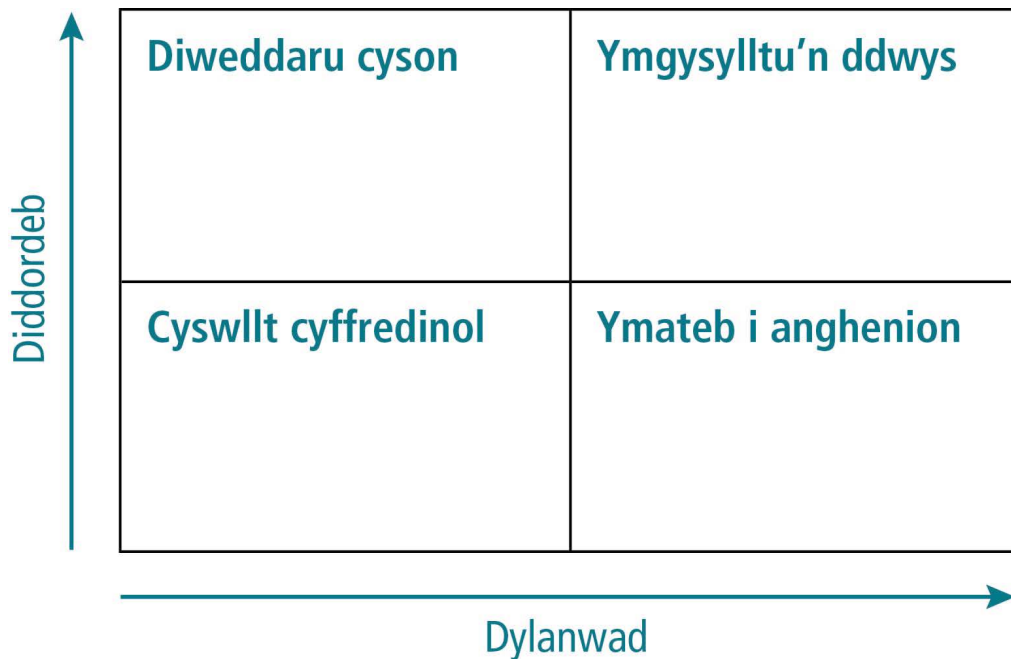 Diweddaru cyson
Ymgysylltu’n ddwys
Diddordeb
Cyswllt cyffredinol
Ymateb i anghenion
Dylanwad